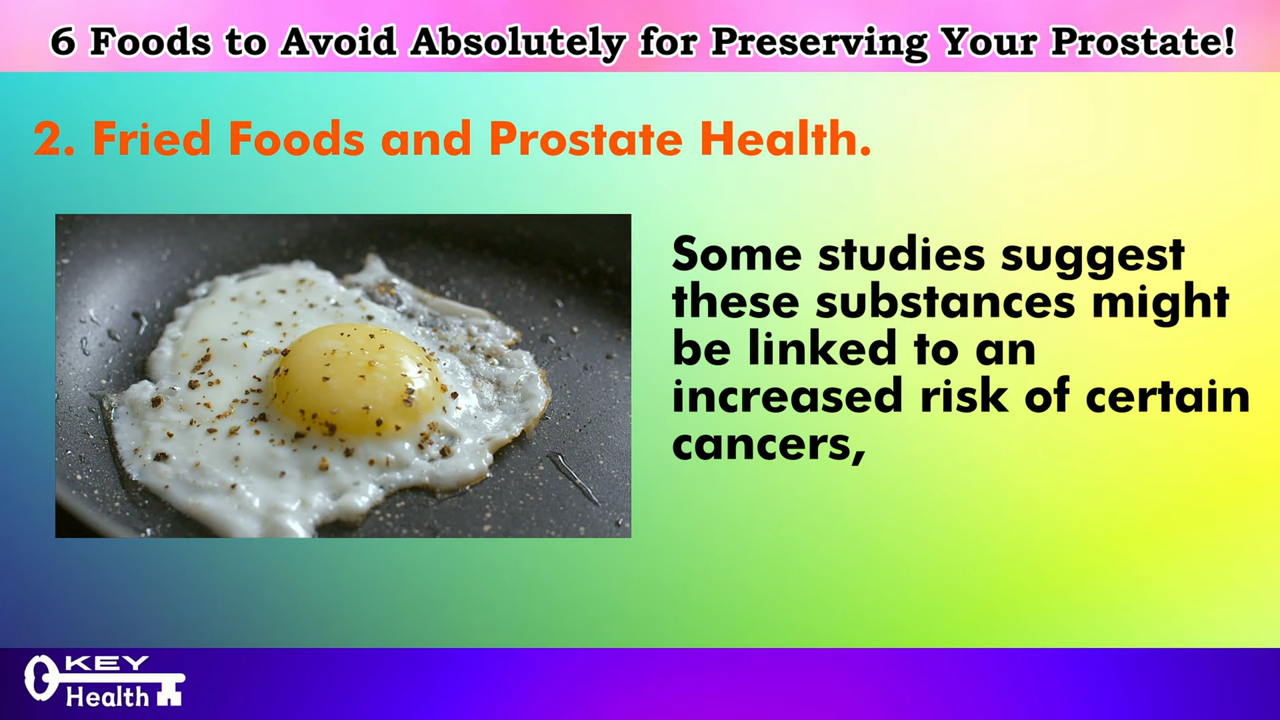 6 Foods to Avoid Absolutely for Preserving Your Prostate!
2. Fried Foods and Prostate Health.
Some studies suggest
these substances might
be linked to an
increased risk of certain
cancers,
KEY
Health